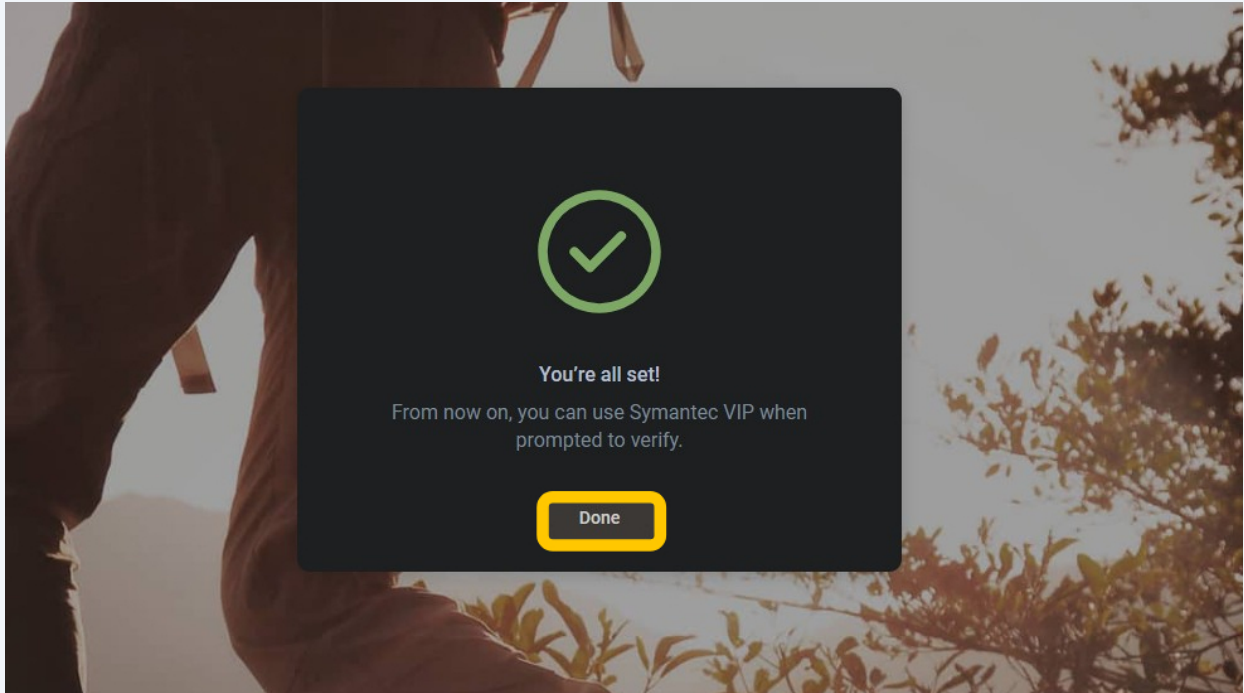 You’re all set!
From now on, you can use Symantec VIP when
prompted to verify.
Done